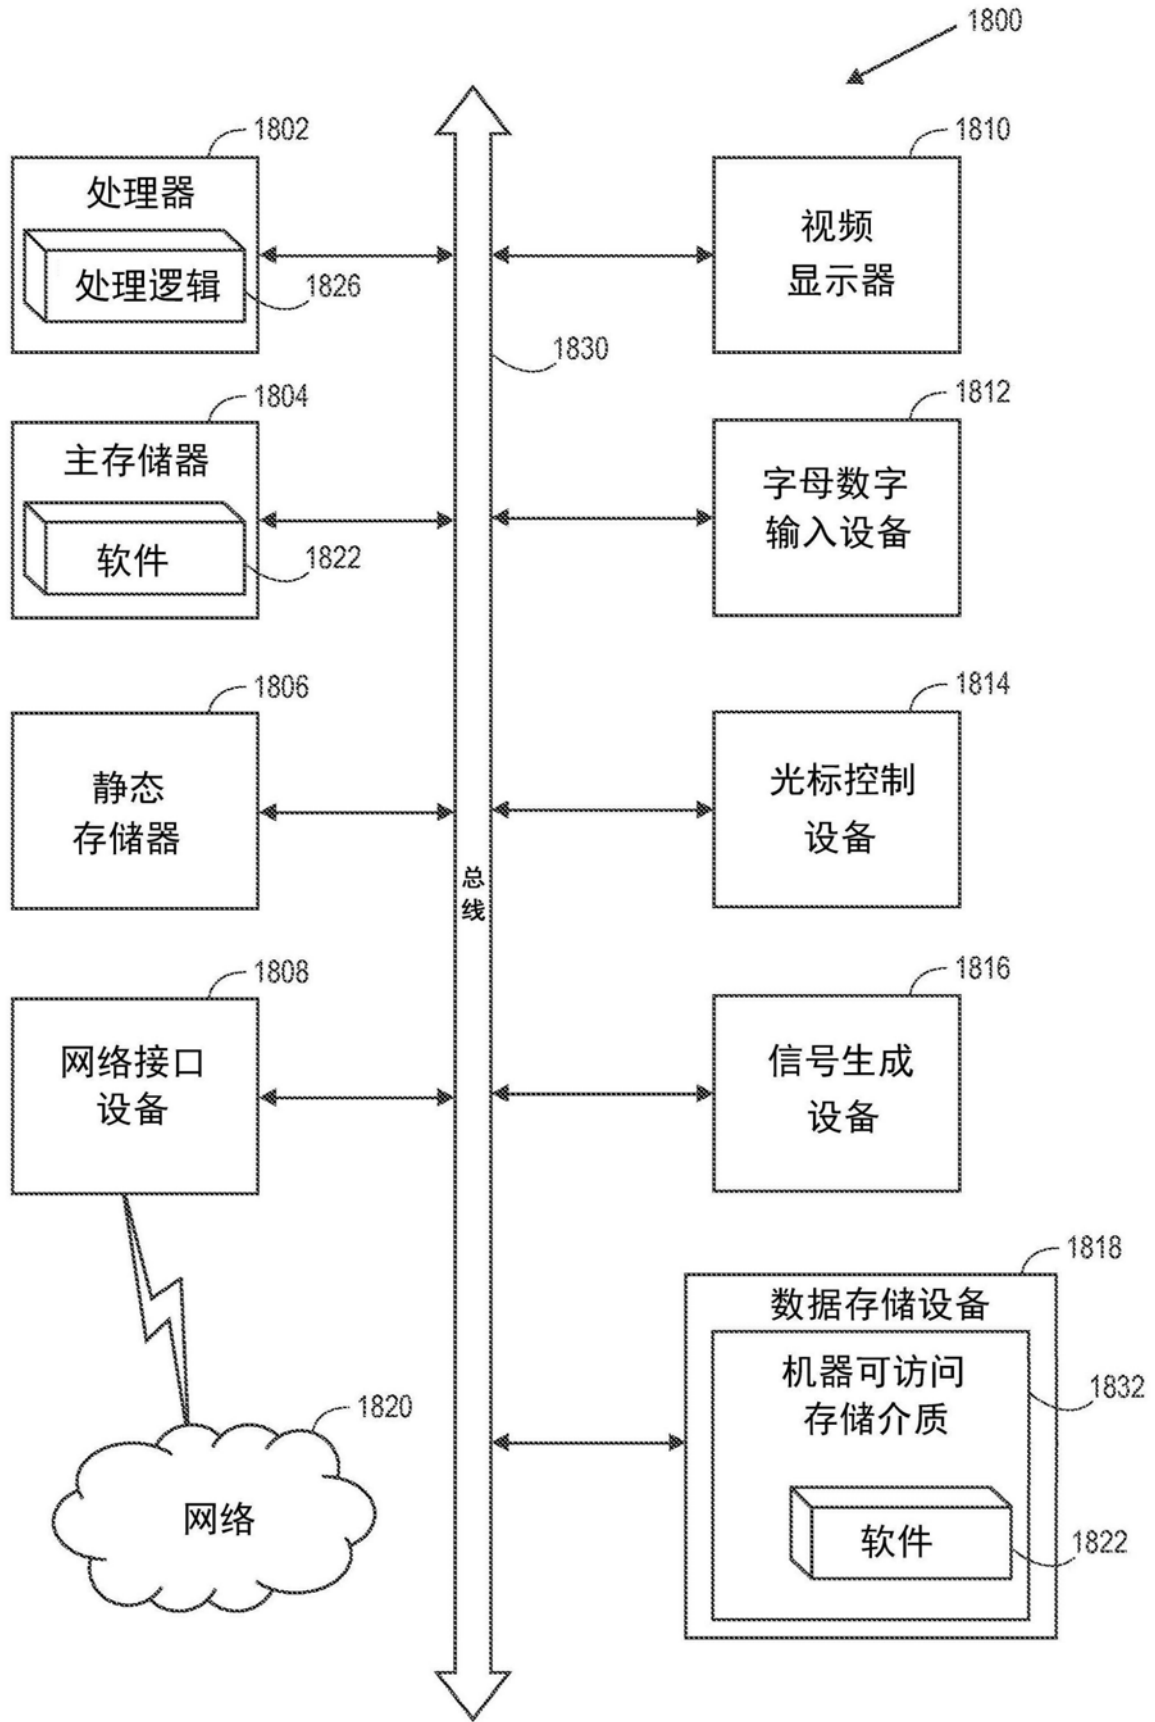 1800
1802
处理器
处理逻辑
1826
1804
主存储器
软件
1822
1806
静态
存储器
1808
网络接口
设备
1820
网络
1830
总
线
1810
视频
显示器
1812
字母数字
输入设备
1814
光标控制
设备
1816
信号生成
设备
1818
数据存储设备
机器可访问
存储介质
1832
软件
1822